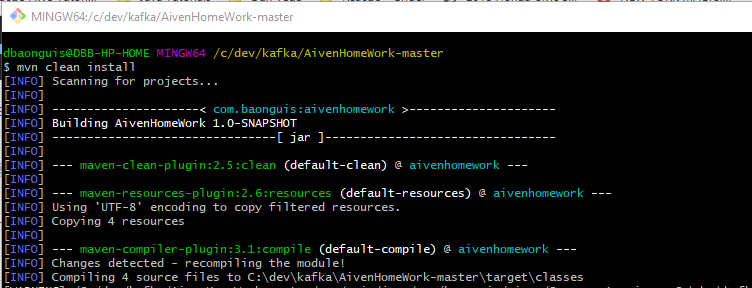 MINGW64:/c/dev/kafka/AivenHomeWork-master
dbaonguis@DBB-HP-HOME MINGW64 /c/dev/kafka/AivenHomeWork-master
$ mvn clean install
[INFO] Scanning for projects...
[INFO]
[INFO] ----------------------< com.baonguis:aivenhomework >----------------------
[INFO] Building AivenHomeWork 1.0-SNAPSHOT
[INFO] --------------------------------[ jar ]---------------------------------
[INFO]
[INFO] --- maven-clean-plugin:2.5:clean (default-clean) @ aivenhomework ---
[INFO]
[INFO] --- maven-resources-plugin:2.6:resources (default-resources) @ aivenhomework ---
[INFO] Using 'UTF-8' encoding to copy filtered resources.
[INFO] Copying 4 resources
[INFO]
[INFO] --- maven-compiler-plugin:3.1:compile (default-compile) @ aivenhomework ---
[INFO] Changes detected - recompiling the module!
[INFO] Compiling 4 source files to C:\dev\kafka\AivenHomeWork-master\target\classes